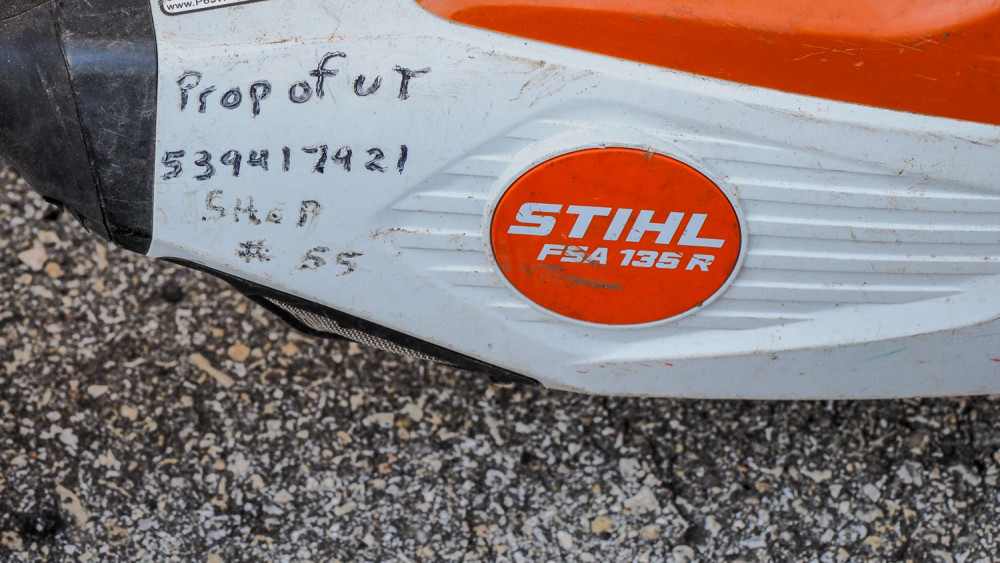 Prop of UT
539417921
SHOP
# 55
STIHL
FSA 135 R